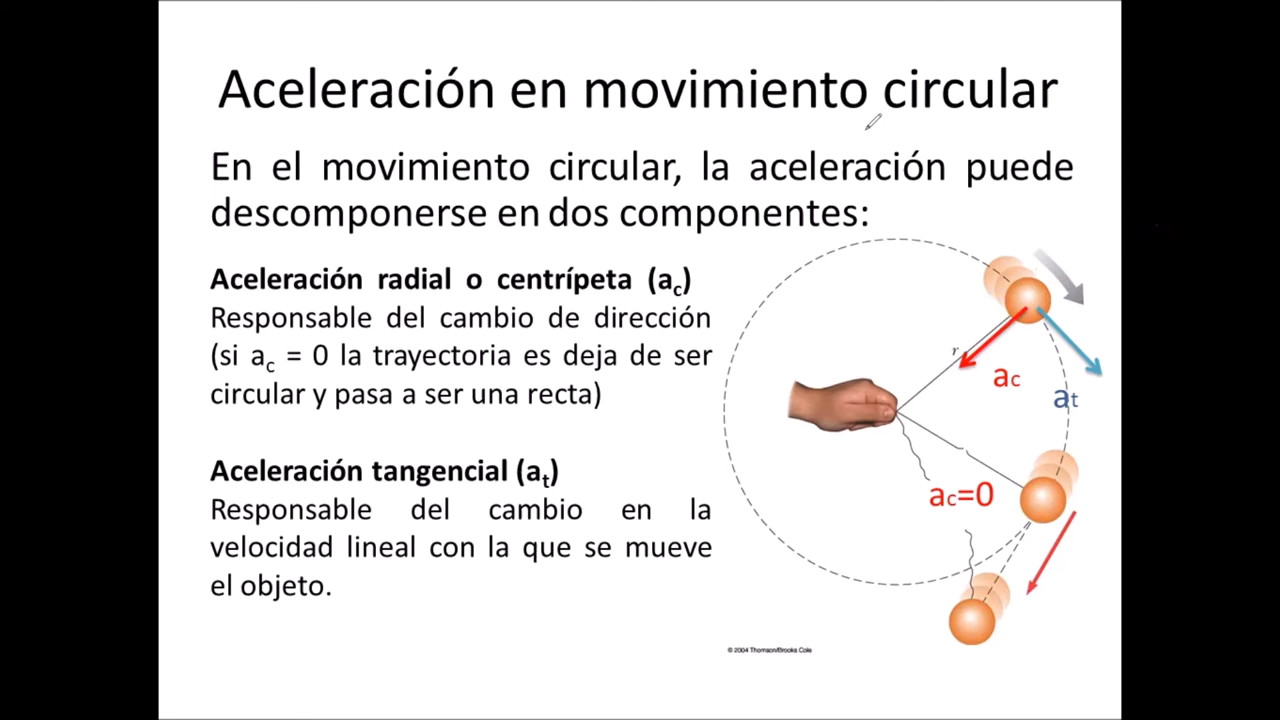 Aceleración en movimiento circular
En el movimiento circular, la aceleración puede
descomponerse en dos componentes:
Aceleración radial o centrípeta (ac)
Responsable del cambio de dirección
(si ac = 0 la trayectoria es deja de ser
circular y pasa a ser una recta)
Aceleración tangencial (at)
Responsable del cambio en la
velocidad lineal con la que se mueve
el objeto.
r
ac
at
ac=0
© 2004 Thomson/Brooks Cole